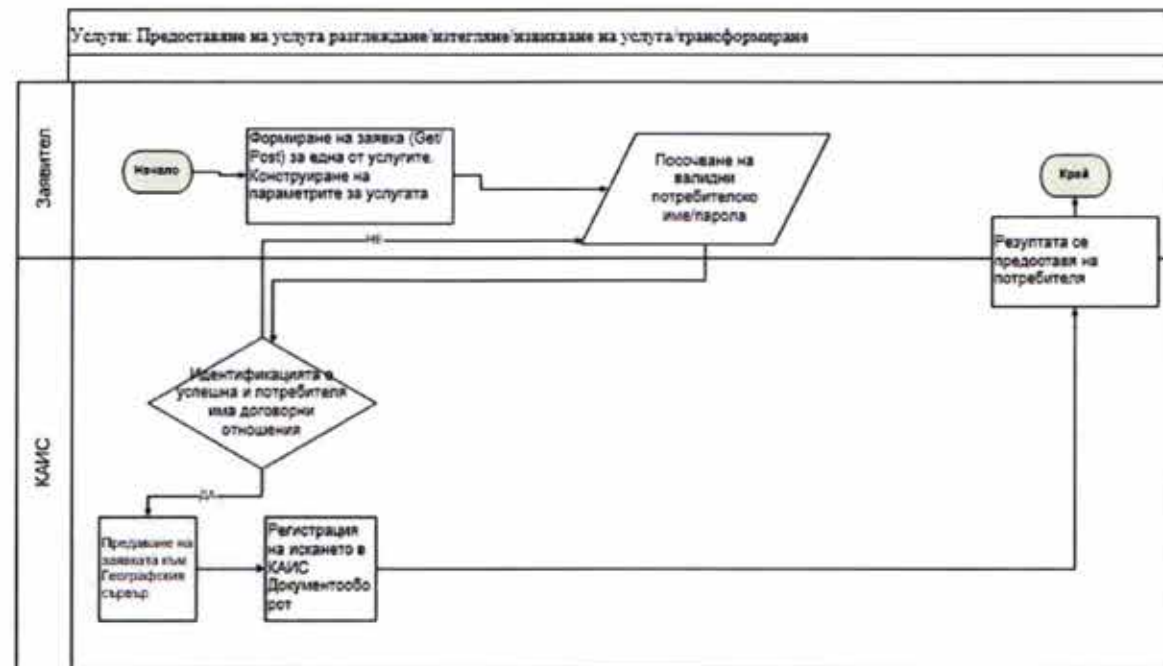 Услуги: Предоставяне на услуга разглеждане/изтегляне/извикване на услуга/трансформиране
Заявител
Начало
Формиране на заявка (Get/
Post) за една от услугите.
Конструиране на
параметрите за услугата
Посочване на
валидни
потребителско
име/парола
Край
Резултата се
предоставя на
потребителя
НЕ
КАИС
Идентификацията е
успешна и потребителя
има договорни
отношения
ДА
Предаване на
заявката към
Географския
сървър
Регистрация
на искането в
КАИС
Документообо
рот